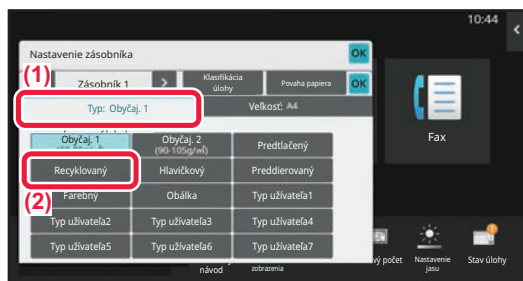 10:44
Nastavenie zásobníka
OK
(1)
Zásobník 1
>
Klasifikácia
úlohy
Povaha papiera
OK
Typ: Obyčaj. 1
Veľkosť: A4
Obyčaj. 1
Obyčaj. 2
(90-105g/㎡)
Predtlačený
Recyklovaný
Hlavičkový
Preddierovaný
(2)
Farebný
Obálka
Typ užívateľa1
Typ užívateľa2
Typ užívateľa3
Typ užívateľa4
Typ užívateľa5
Typ užívateľa6
Typ užívateľa7
Fax
návod
zobrazenia
počet
Nastavenie
jasu
Stav úlohy